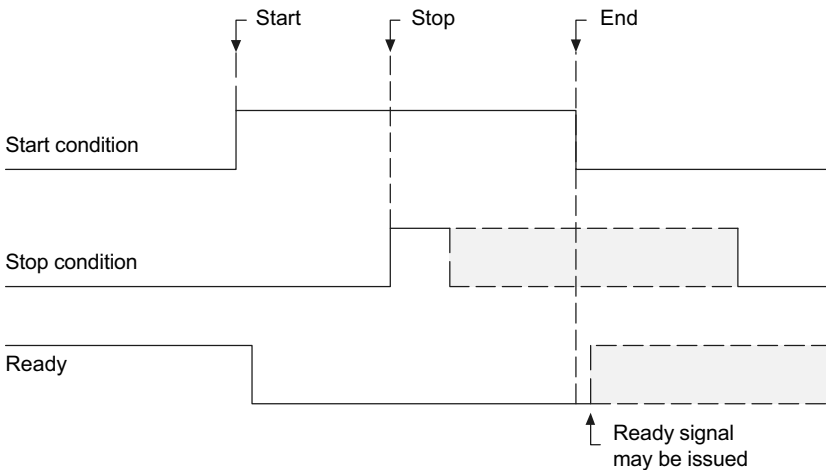 Start
Stop
End
Start condition
Stop condition
Ready
Ready signal
may be issued